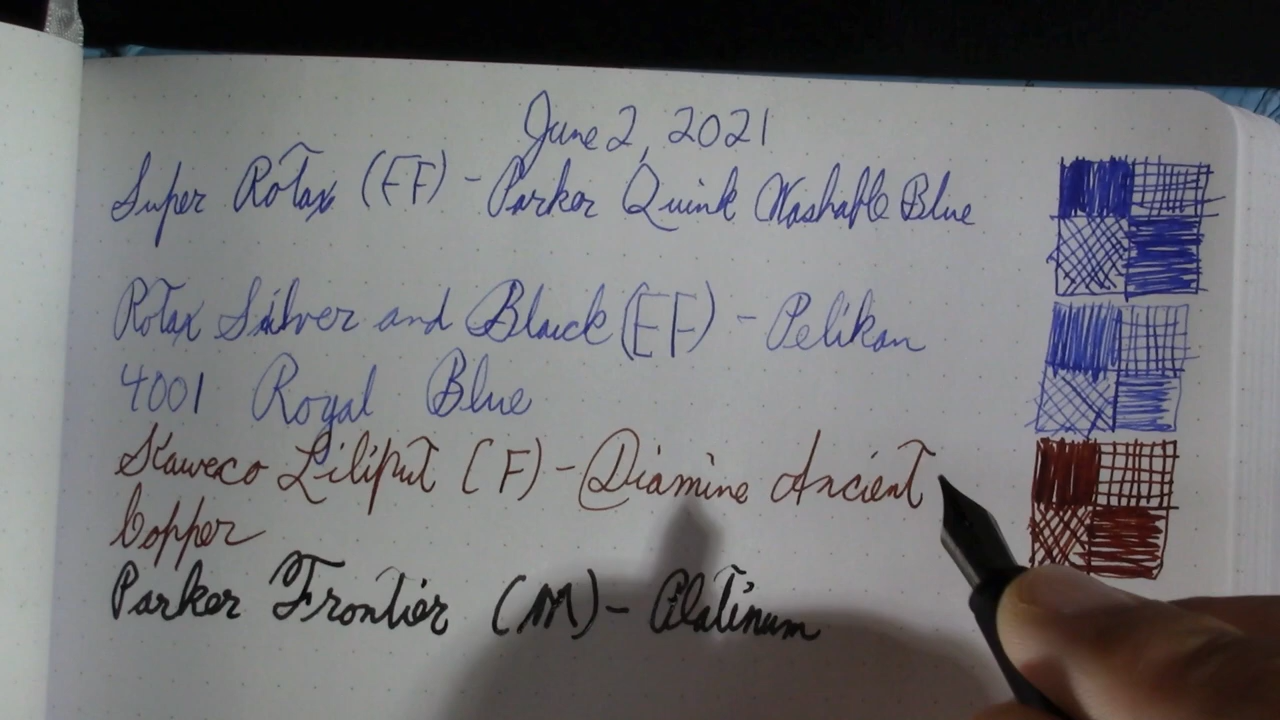 June 2, 2021
Super Rotax (EF) - Parker Quink Washable Blue
Rotax Silver and Black (EF) - Pelikan
4001 Royal Blue
Kaweco Liliput (F) - Diamine Ancient
Copper
Parker Frontier (M) - Platinum